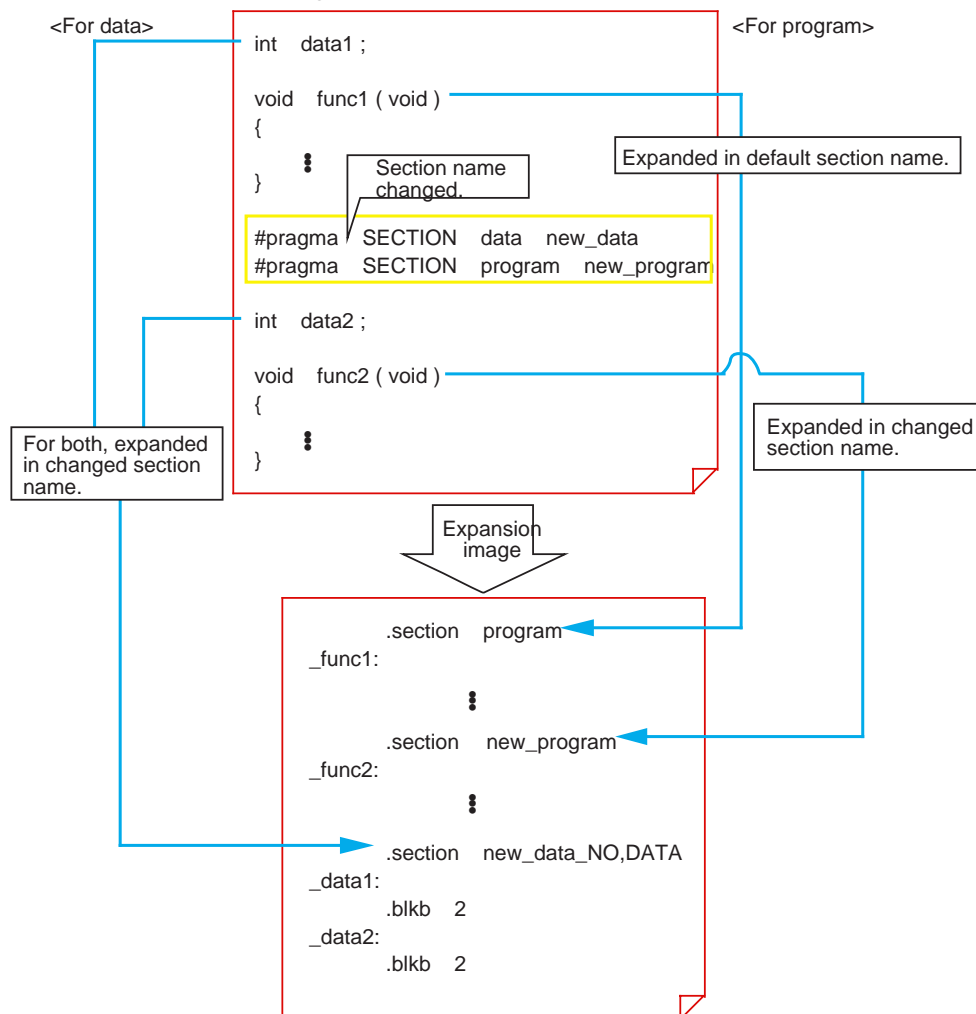 <For data>
<For program>
int data1 ;
void func1 ( void )
{
}
Section name
changed.
Expanded in default section name.
#pragma SECTION data new_data
#pragma SECTION program new_program
int data2 ;
void func2 ( void )
{
}
For both, expanded
in changed section
name.
Expanded in changed
section name.
Expansion
image
.section program
_func1:
.section new_program
_func2:
.section new_data_NO,DATA
_data1:
.blkb 2
_data2:
.blkb 2